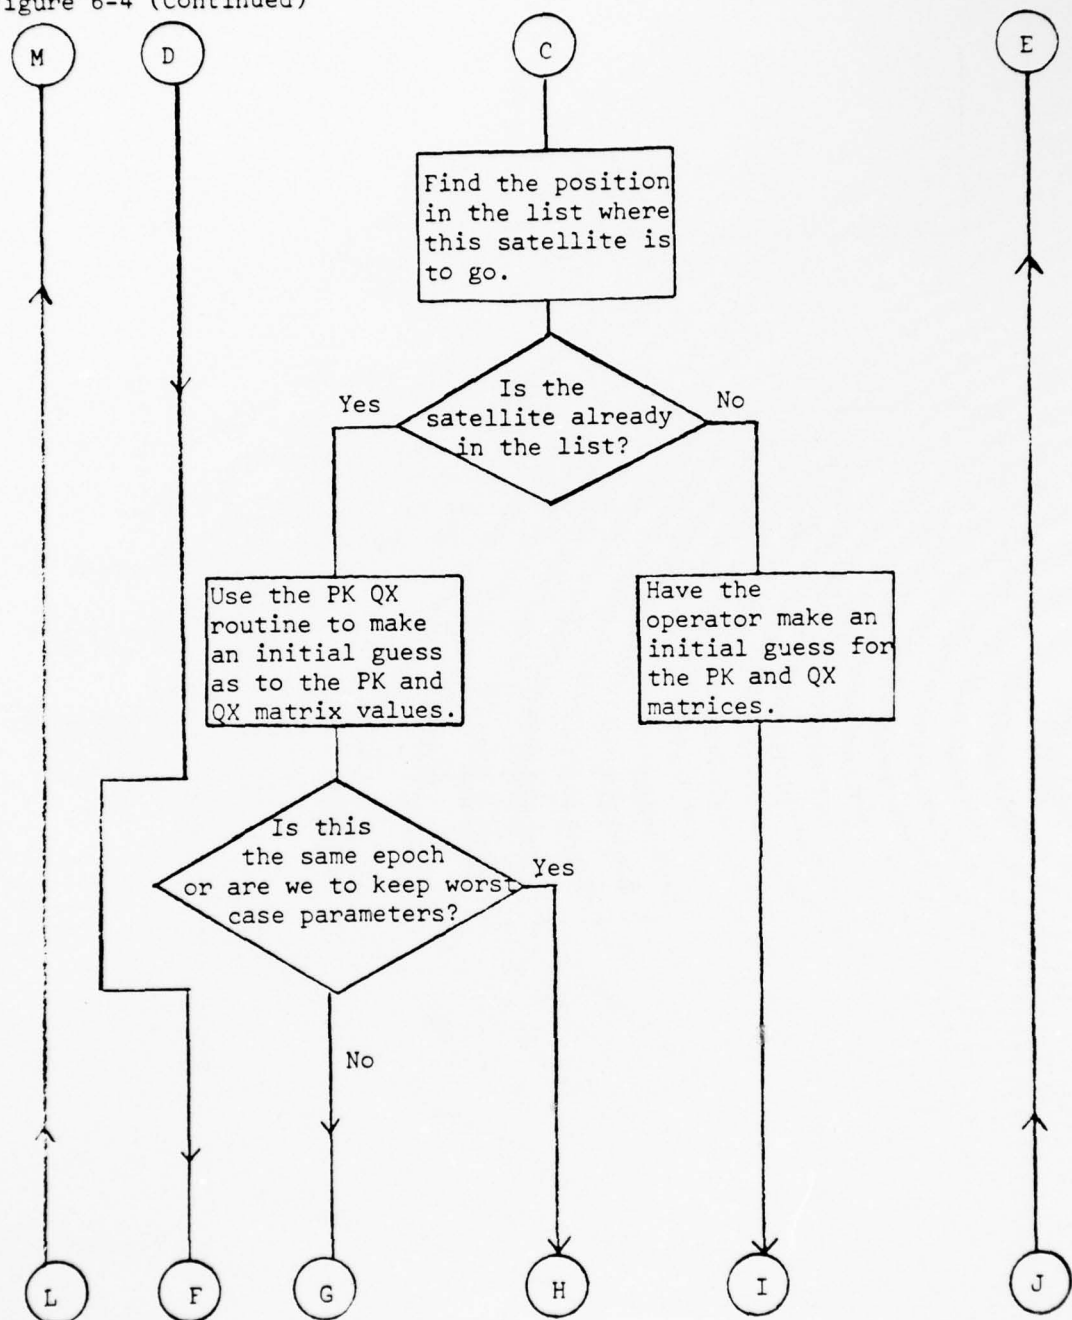 igure 6-4 (continued)
M D C E
Find the position
in the list where
this satellite is
to go.
Is the
satellite already
in the list?
Yes
No
Use the PK QX
routine to make
an initial guess
as to the PK and
QX matrix values.
Have the
operator make an
initial guess for
the PK and QX
matrices.
Is this
the same epoch
or are we to keep worst
case parameters?
Yes
No
L F G H I J